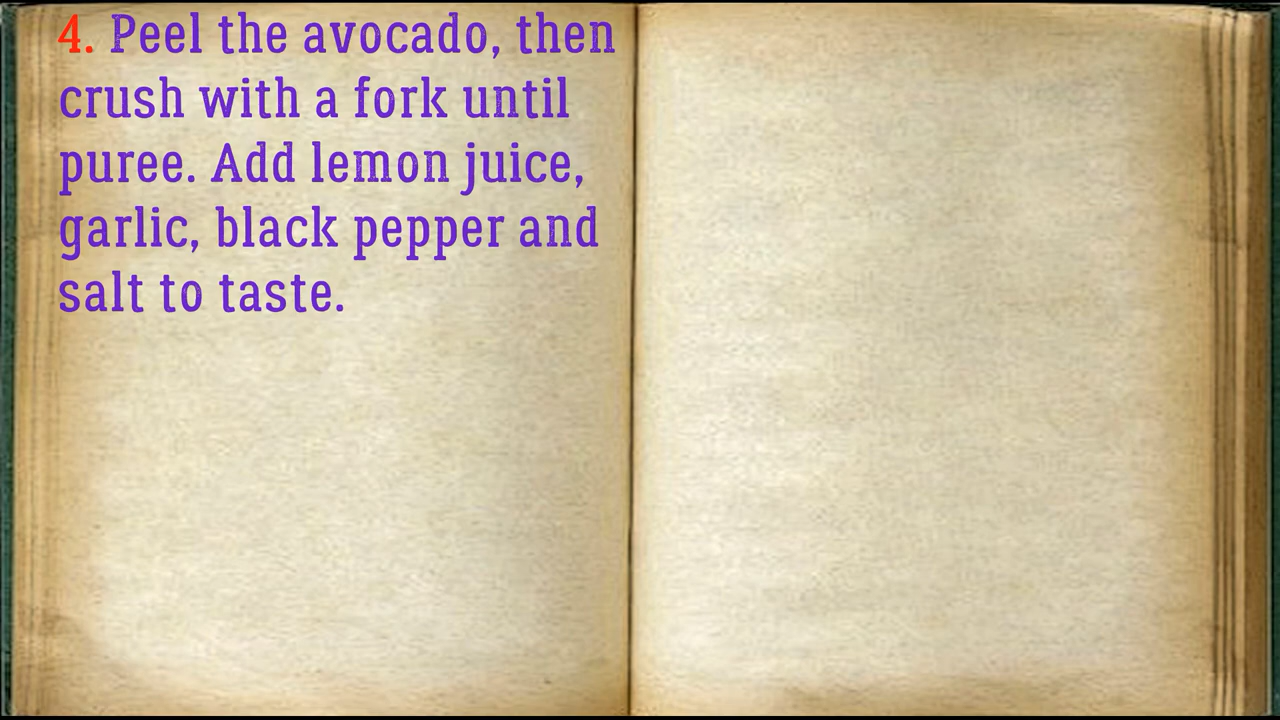 4. Peel the avocado, then
crush with a fork until
puree. Add lemon juice,
garlic, black pepper and
salt to taste.